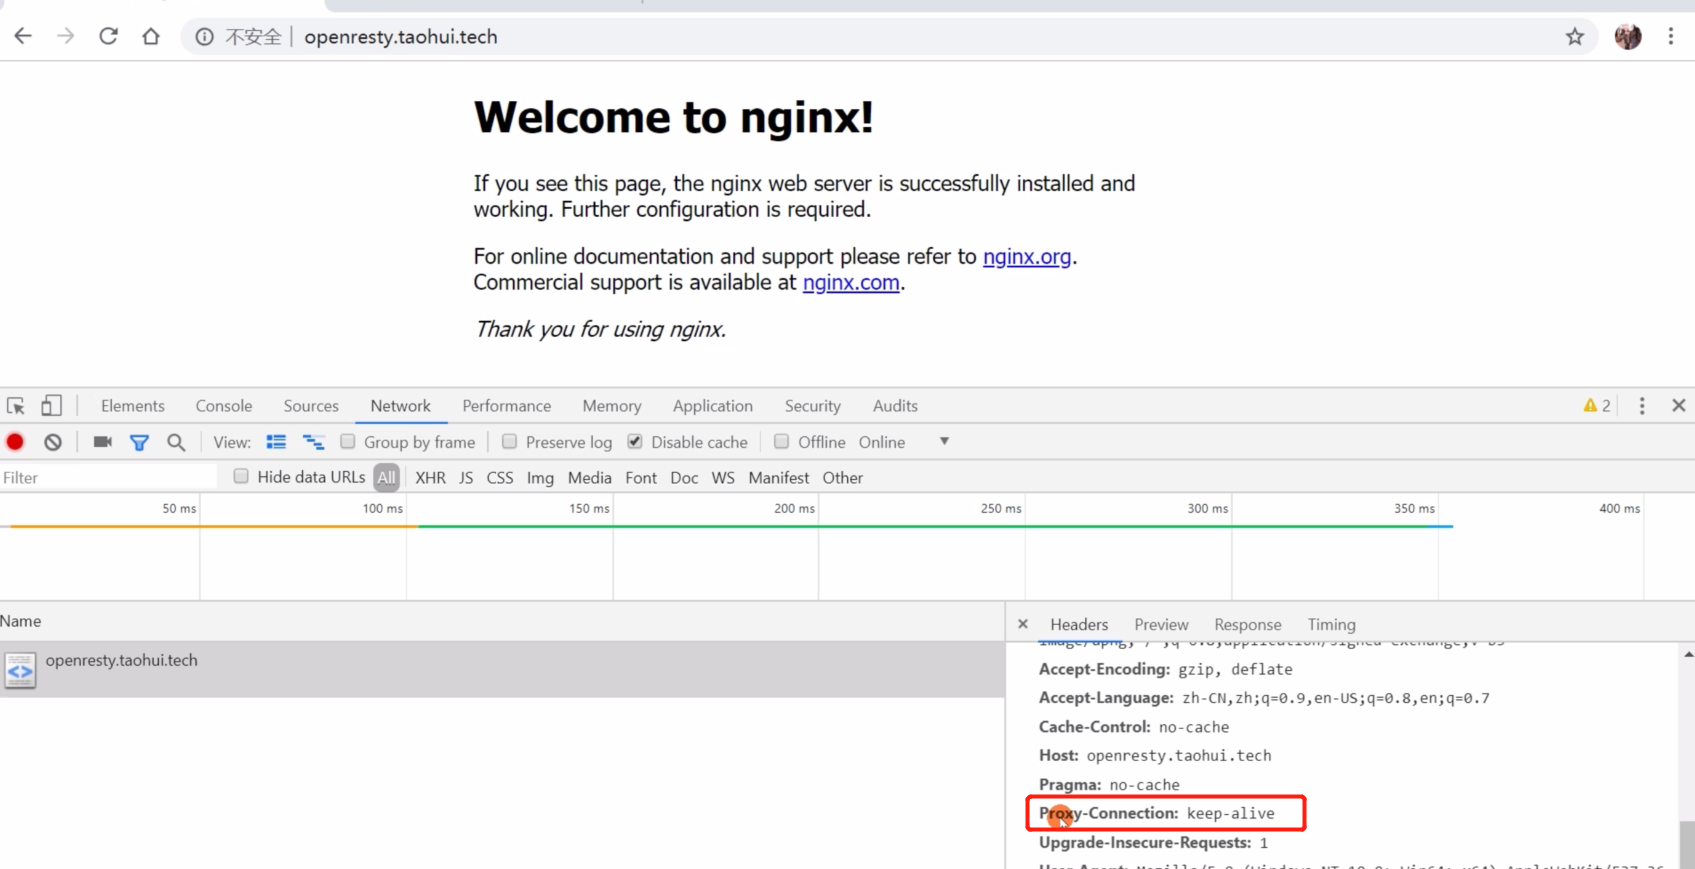 不安全 | openresty.taohui.tech
Welcome to nginx!
If you see this page, the nginx web server is successfully installed and
working. Further configuration is required.
For online documentation and support please refer to nginx.org.
Commercial support is available at nginx.com.
Thank you for using nginx.
Elements Console Sources Network Performance Memory Application Security Audits 2
View: Group by frame Preserve log Disable cache Offline Online
Filter Hide data URLs All XHR JS CSS Img Media Font Doc WS Manifest Other
50 ms 100 ms 150 ms 200 ms 250 ms 300 ms 350 ms 400 ms
Name
openresty.taohui.tech
Headers Preview Response Timing
Accept-Encoding: gzip, deflate
Accept-Language: zh-CN,zh;q=0.9,en-US;q=0.8,en;q=0.7
Cache-Control: no-cache
Host: openresty.taohui.tech
Pragma: no-cache
Proxy-Connection: keep-alive
Upgrade-Insecure-Requests: 1